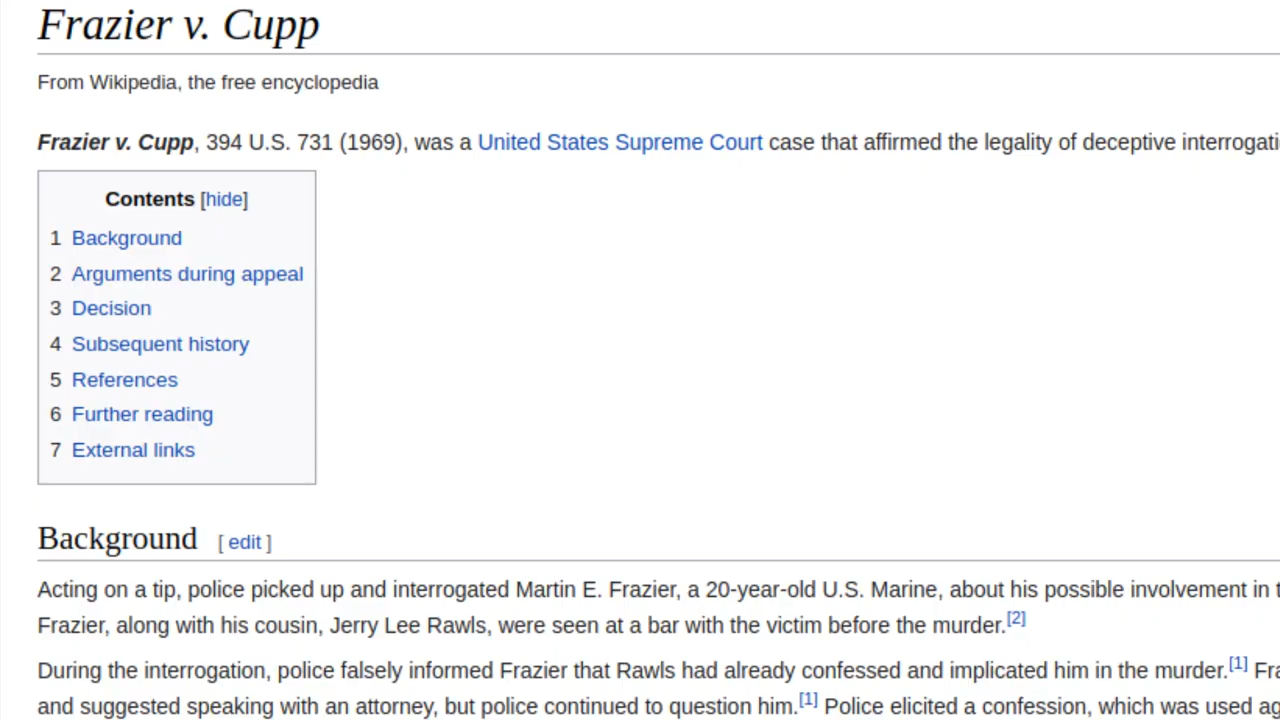 Frazier v. Cupp
From Wikipedia, the free encyclopedia
Frazier v. Cupp, 394 U.S. 731 (1969), was a United States Supreme Court case that affirmed the legality of deceptive interrogati
Contents [hide]
1 Background
2 Arguments during appeal
3 Decision
4 Subsequent history
5 References
6 Further reading
7 External links
Background [ edit ]
Acting on a tip, police picked up and interrogated Martin E. Frazier, a 20-year-old U.S. Marine, about his possible involvement in t
Frazier, along with his cousin, Jerry Lee Rawls, were seen at a bar with the victim before the murder.[2]
During the interrogation, police falsely informed Frazier that Rawls had already confessed and implicated him in the murder.[1] Fra
and suggested speaking with an attorney, but police continued to question him.[1] Police elicited a confession, which was used ag